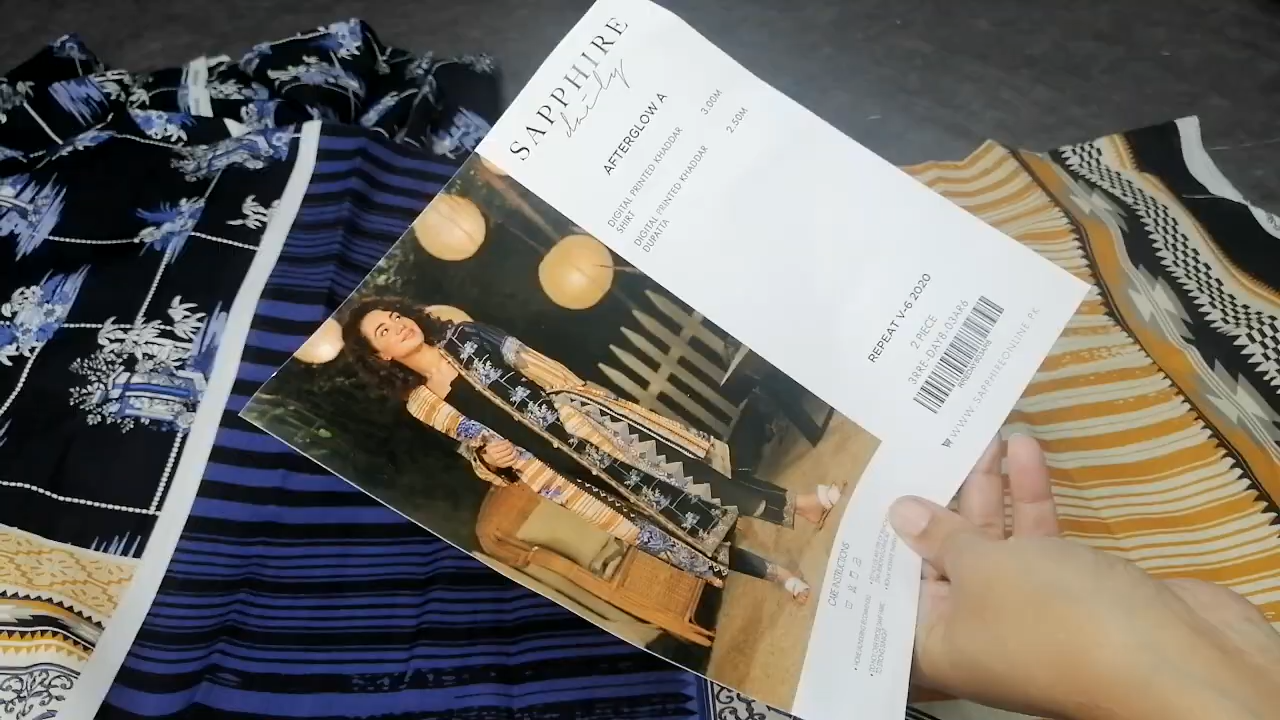 SAPPHIRE
daily
AFTERGLOW A
DIGITAL PRINTED KHADDAR 3.00M
SHIRT
DIGITAL PRINTED KHADDAR 2.50M
DUPATTA
REPEAT V-6 2020
2 PIECE
3RRE-DAY8-03AR6
WWW.SAPPHIREONLINE.PK
CARE INSTRUCTIONS